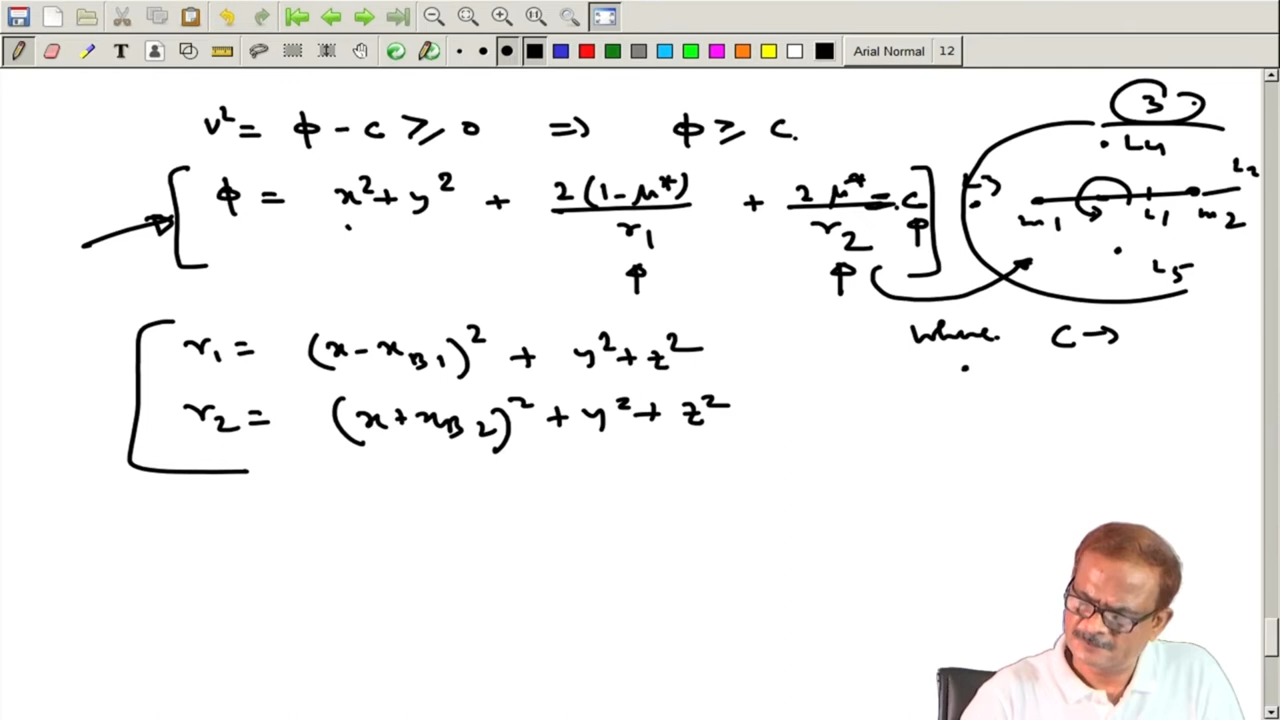 T Arial Normal 12
v² = ϕ - c ⩾ 0 ⇒ ϕ ⩾ c.
ϕ = x² + y² + 2(1-μ*)/r₁ + 2μ*/r₂ = c
r₁ = (x - x_B1)² + y² + z²
r₂ = (x + x_B2)² + y² + z²
3
L4
L3 m1 L1 m2 L2
L5
where C →